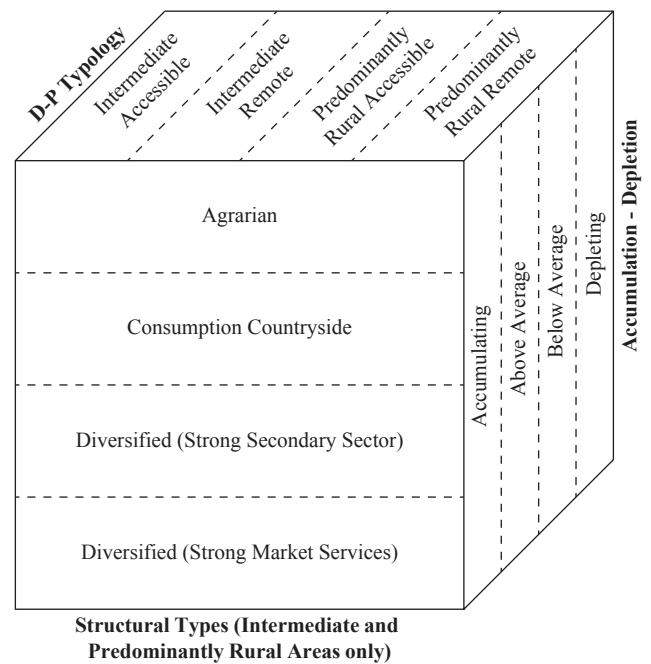 D-P Typology
Intermediate
Accessible
Intermediate
Remote
Predominantly
Rural Accessible
Predominantly
Rural Remote
Agrarian
Consumption Countryside
Diversified (Strong Secondary Sector)
Diversified (Strong Market Services)
Accumulating
Above Average
Below Average
Depleting
Accumulation - Depletion
Structural Types (Intermediate and
Predominantly Rural Areas only)